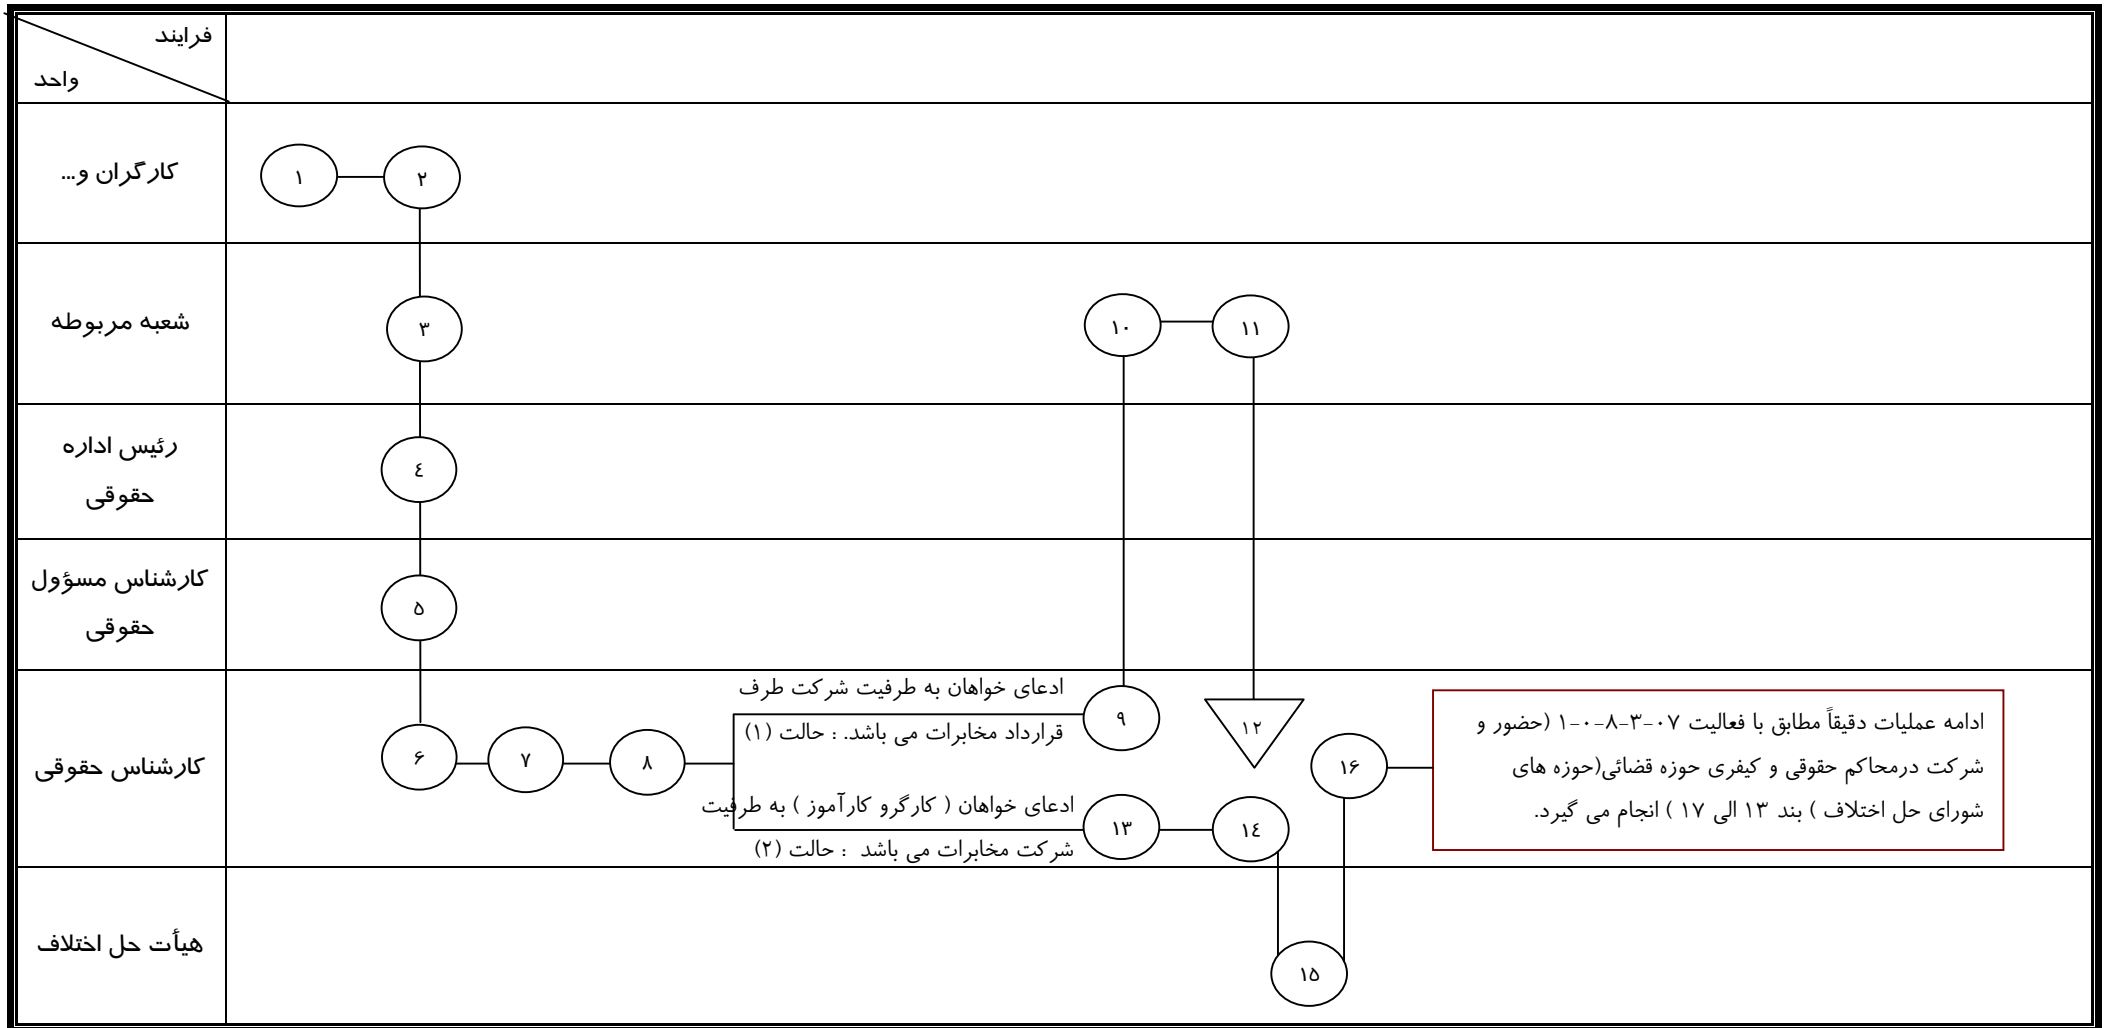 فرایند
واحد
کارگران و...
۱
۲
شعبه مربوطه
۳
۱۰
۱۱
رئیس اداره
حقوقی
٤
کارشناس مسؤول
حقوقی
۵
کارشناس حقوقی
۶
۷
۸
ادعای خواهان به طرفیت شرکت طرف
قرارداد مخابرات می باشد. : حالت (۱)
۹
۱۲
ادعای خواهان ( کارگرو کارآموز ) به طرفیت
شرکت مخابرات می باشد : حالت (۲)
۱۳
۱٤
۱۶
ادامه عملیات دقیقاً مطابق با فعالیت ۰۷-۳-۸-۰-۱ (حضور و
شرکت درمحاکم حقوقی و کیفری حوزه قضائی(حوزه های
شورای حل اختلاف ) بند ۱۳ الی ۱۷ ) انجام می گیرد.
هیأت حل اختلاف
۱۵